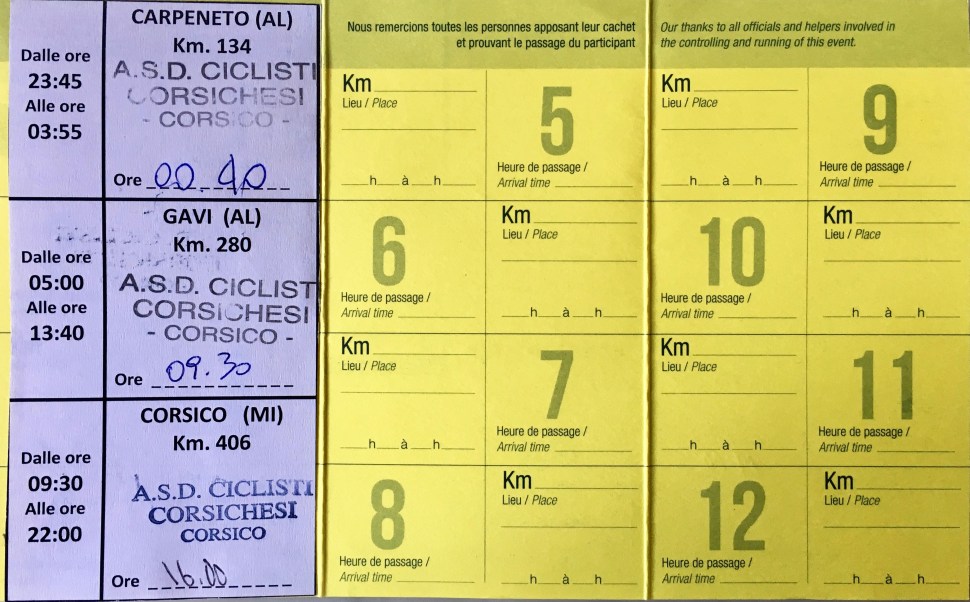 Dalle ore
23:45
Alle ore
03:55
CARPENETO (AL)
Km. 134
A.S.D. CICLISTI
CORSICHESI
- CORSICO -
Ore 00.40
Dalle ore
05:00
Alle ore
13:40
GAVI (AL)
Km. 280
A.S.D. CICLIST
CORSICHESI
- CORSICO -
Ore 09.30
Dalle ore
09:30
Alle ore
22:00
CORSICO (MI)
Km. 406
A.S.D. CICLISTI
CORSICHESI
CORSICO
Ore 16.00
Nous remercions toutes les personnes apposant leur cachet
et prouvant le passage du participant
Km
Lieu / Place
h à h
5
Heure de passage /
Arrival time
6
Heure de passage /
Arrival time
Km
Lieu / Place
h à h
Km
Lieu / Place
h à h
7
Heure de passage /
Arrival time
8
Heure de passage /
Arrival time
Km
Lieu / Place
h à h
Our thanks to all officials and helpers involved in
the controlling and running of this event.
Km
Lieu / Place
h à h
9
Heure de passage /
Arrival time
10
Heure de passage /
Arrival time
Km
Lieu / Place
h à h
Km
Lieu / Place
h à h
11
Heure de passage /
Arrival time
12
Heure de passage /
Arrival time
Km
Lieu / Place
h à h